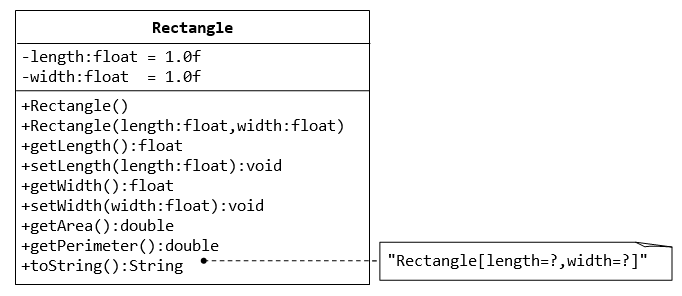 Rectangle
-length:float = 1.0f
-width:float  = 1.0f
+Rectangle()
+Rectangle(length:float,width:float)
+getLength():float
+setLength(length:float):void
+getWidth():float
+setWidth(width:float):void
+getArea():double
+getPerimeter():double
+toString():String
"Rectangle[length=?,width=?]"